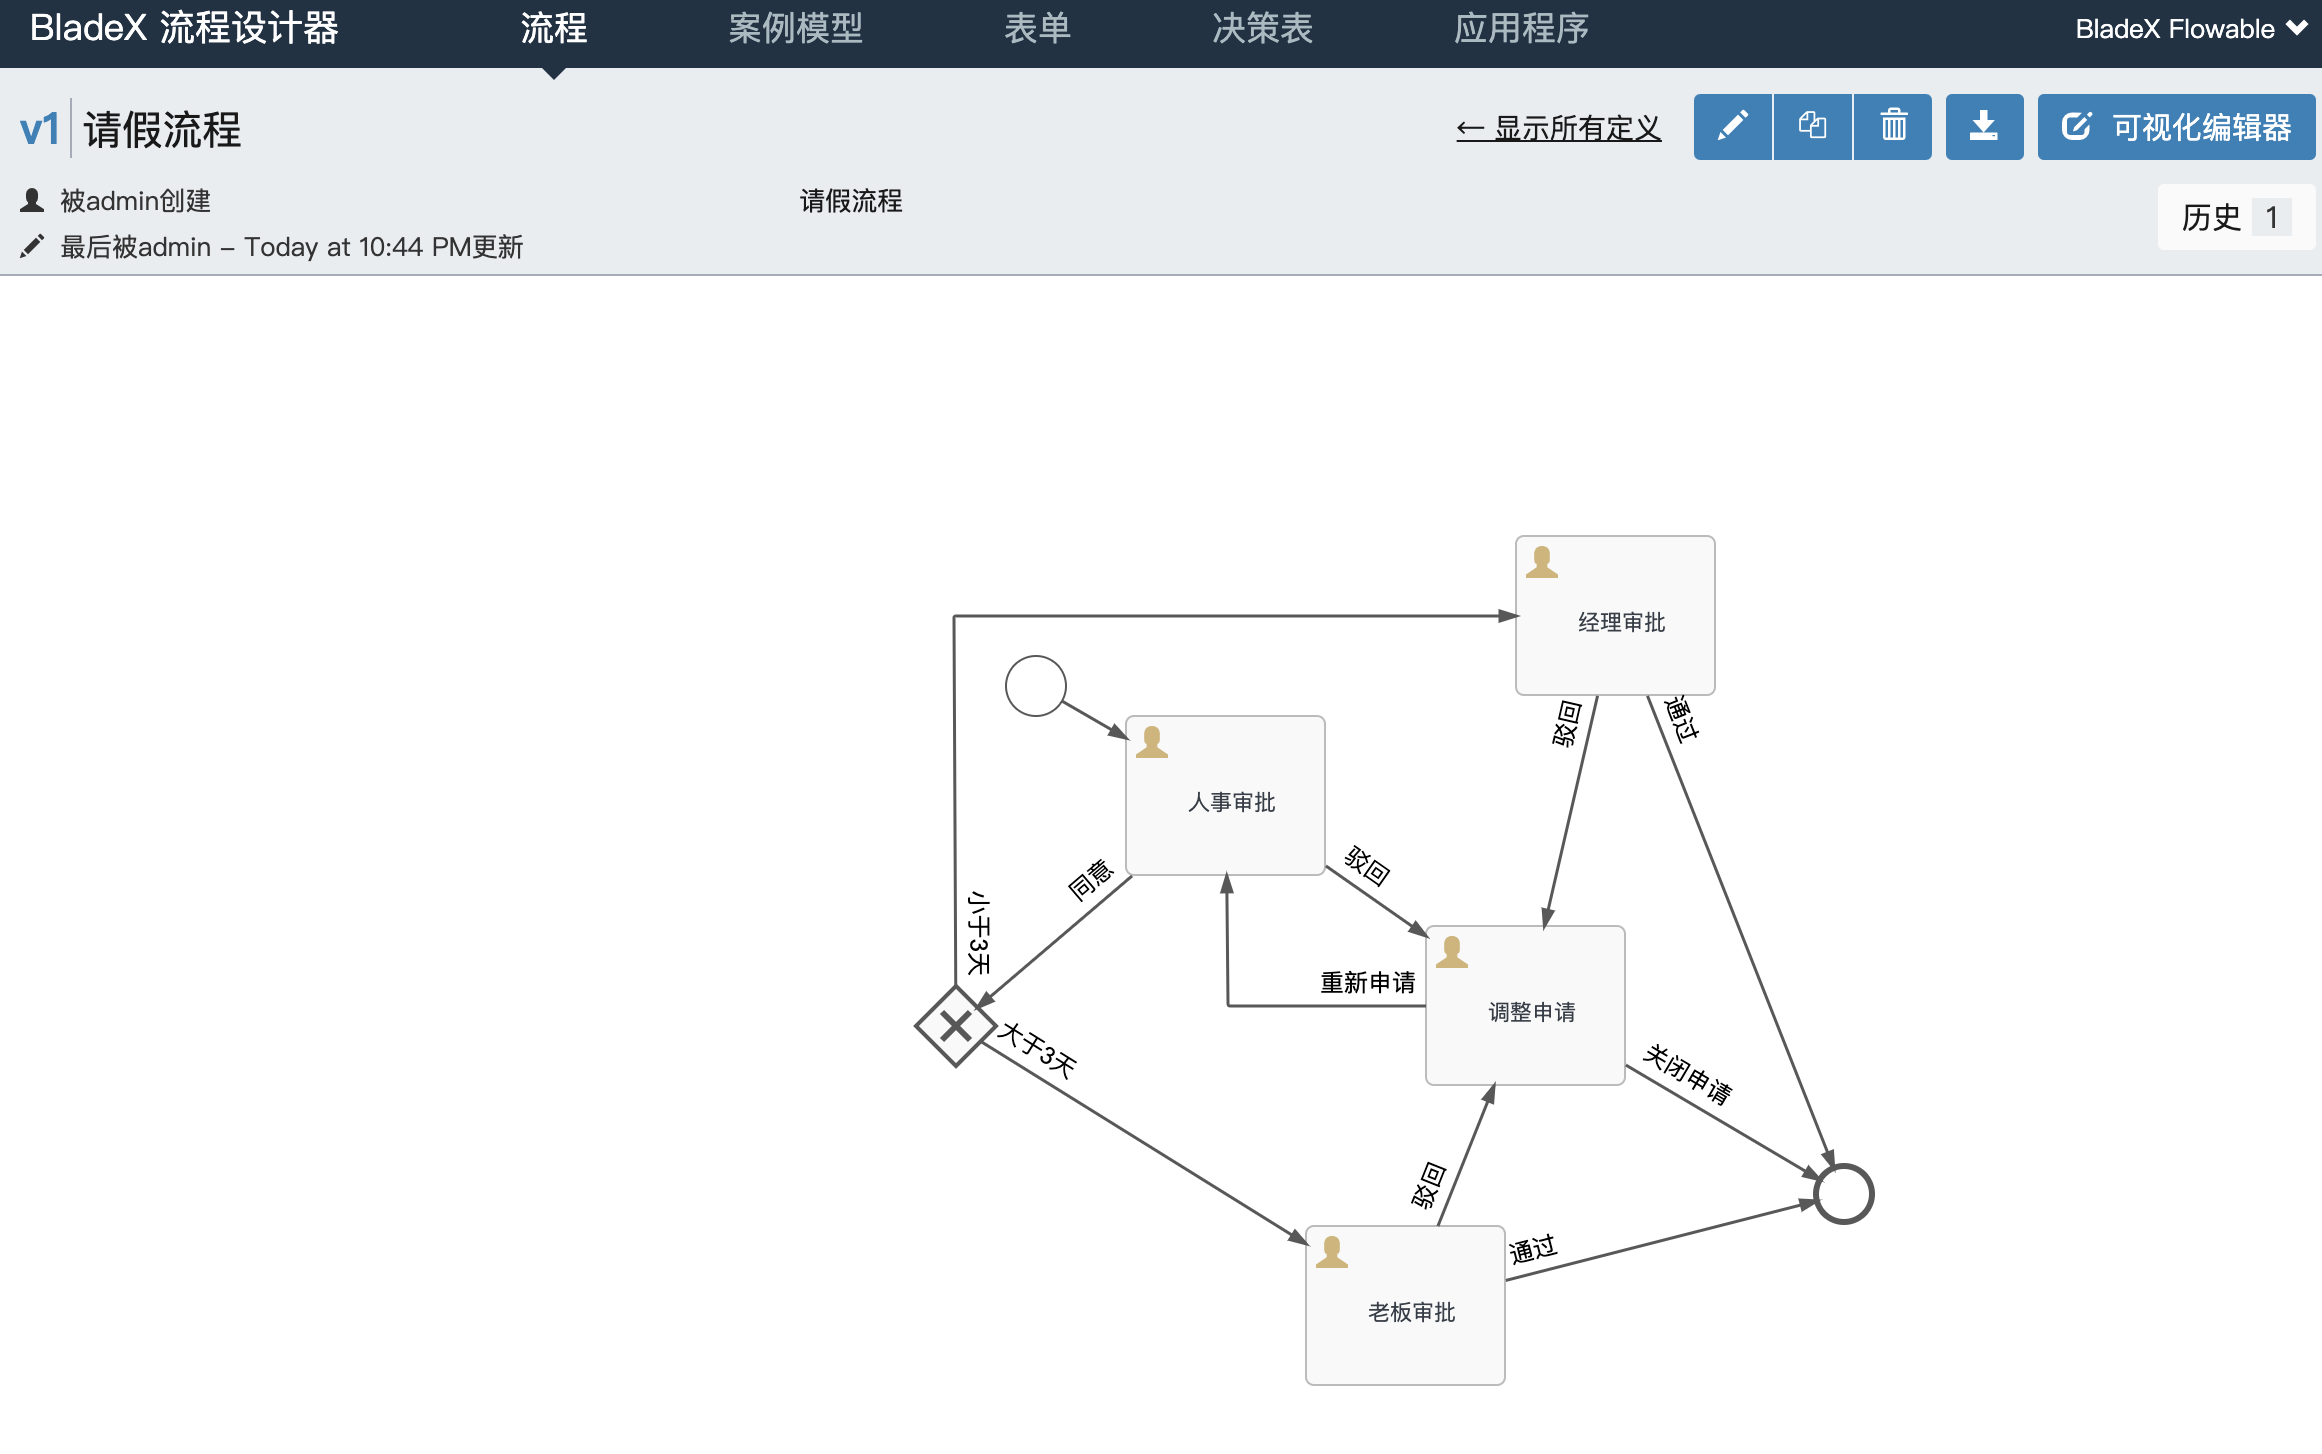 BladeX 流程设计器
流程
案例模型
表单
决策表
应用程序
BladeX Flowable
v1
请假流程
← 显示所有定义
可视化编辑器
被admin创建
请假流程
历史 1
最后被admin – Today at 10:44 PM更新
经理审批
驳回
通过
人事审批
同意
驳回
小于3天
重新申请
调整申请
大于3天
关闭申请
驳回
通过
老板审批